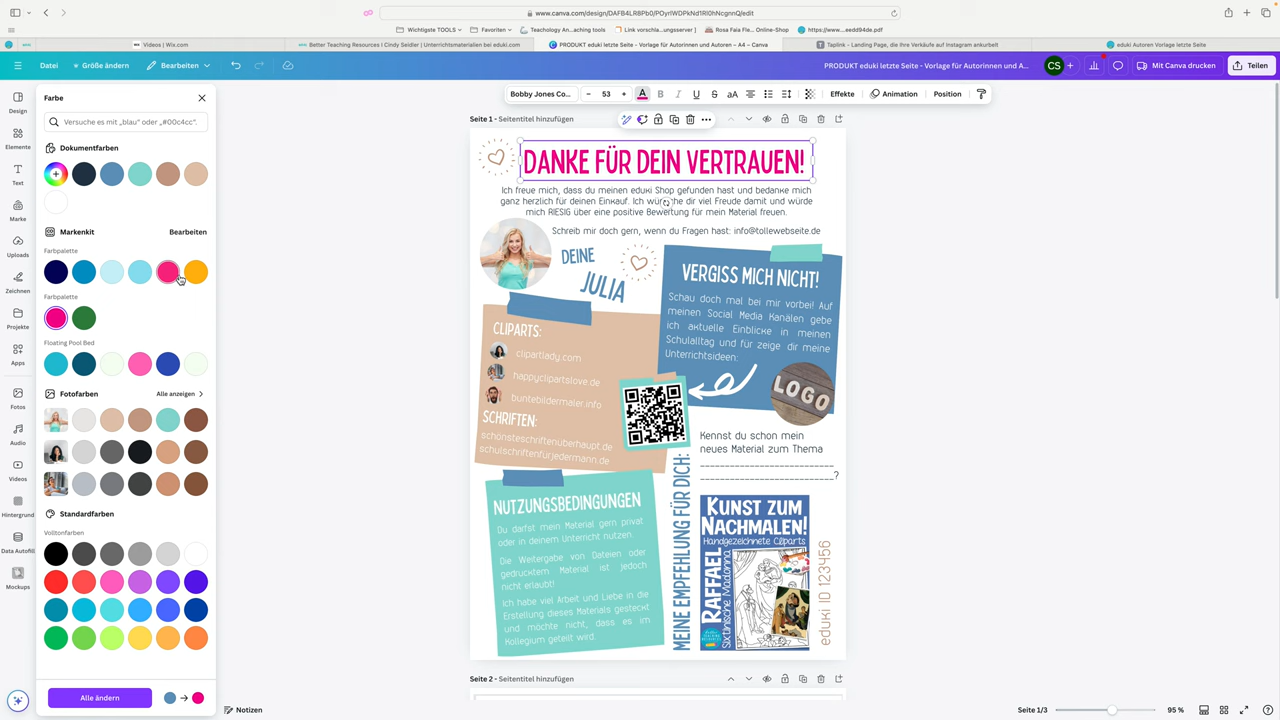 www.canva.com/design/DAFB4LR8Pb0/POyrlWDPkNd1Rl0hNcgnnQ/edit
Wichtigste TOOLS
Favoriten
Teachology An...aching tools
Link vorschla...ungsserver ]
Rosa Faia Fle... Online-Shop
https://www....eedd94de.pdf
Videos | Wix.com
Better Teaching Resources I Cindy Seidler | Unterrichtsmaterialien bei eduki.com
PRODUKT eduki letzte Seite - Vorlage für Autorinnen und Autoren – A4 – Canva
Taplink - Landing Page, die Ihre Verkäufe auf Instagram ankurbelt
eduki Autoren Vorlage letzte Seite
Datei
Größe ändern
Bearbeiten
PRODUKT eduki letzte Seite - Vorlage für Autorinnen und A...
CS
Mit Canva drucken
Teilen
Design
Elemente
Text
Marke
Uploads
Zeichnen
Projekte
Apps
Fotos
Audio
Videos
Hintergrund
Data Autofill
Mockups
Farbe
Versuche es mit „blau" oder „#00c4cc".
Dokumentfarben
Markenkit
Bearbeiten
Farbpalette
Farbpalette
Floating Pool Bed
Fotofarben
Alle anzeigen
Standardfarben
Volltonfarben
Alle ändern
Bobby Jones Co...
– 53 +
A
B
I
U
S
aA
Effekte
Animation
Position
Seite 1 - Seitentitel hinzufügen
DANKE FÜR DEIN VERTRAUEN!
Ich freue mich, dass du meinen eduki Shop gefunden hast und bedanke mich
ganz herzlich für deinen Einkauf. Ich wünsche dir viel Freude damit und würde
mich RIESIG über eine positive Bewertung für mein Material freuen.
Schreib mir doch gern, wenn du Fragen hast: info@tollewebseite.de
DEINE
JULIA
VERGISS MICH NICHT!
Schau doch mal bei mir vorbei! Auf
meinen Social Media Kanälen gebe
ich aktuelle Einblicke in meinen
Schulalltag und für zeige dir meine
Unterrichtsideen:
LOGO
CLIPARTS:
clipartlady.com
happyclipartslove.de
buntebildermaler.info
SCHRIFTEN:
schönsteschriftenüberhaupt.de
schulschriftenfürjedermann.de
Kennst du schon mein
neues Material zum Thema
____________________
____________________?
NUTZUNGSBEDINGUNGEN
Du darfst mein Material gern privat
oder in deinem Unterricht nutzen.
Die Weitergabe von Dateien oder
gedrucktem Material ist jedoch
nicht erlaubt!
Ich habe viel Arbeit und Liebe in die
Erstellung dieses Materials gesteckt
und möchte nicht, dass es im
Kollegium geteilt wird.
MEINE EMPFEHLUNG FÜR DICH:
KUNST ZUM
NACHMALEN!
Handgezeichnete Cliparts
RAFFAEL
Sixtinische Madonna
eduki ID 123456
Seite 2 - Seitentitel hinzufügen
Notizen
Seite 1/3
95 %